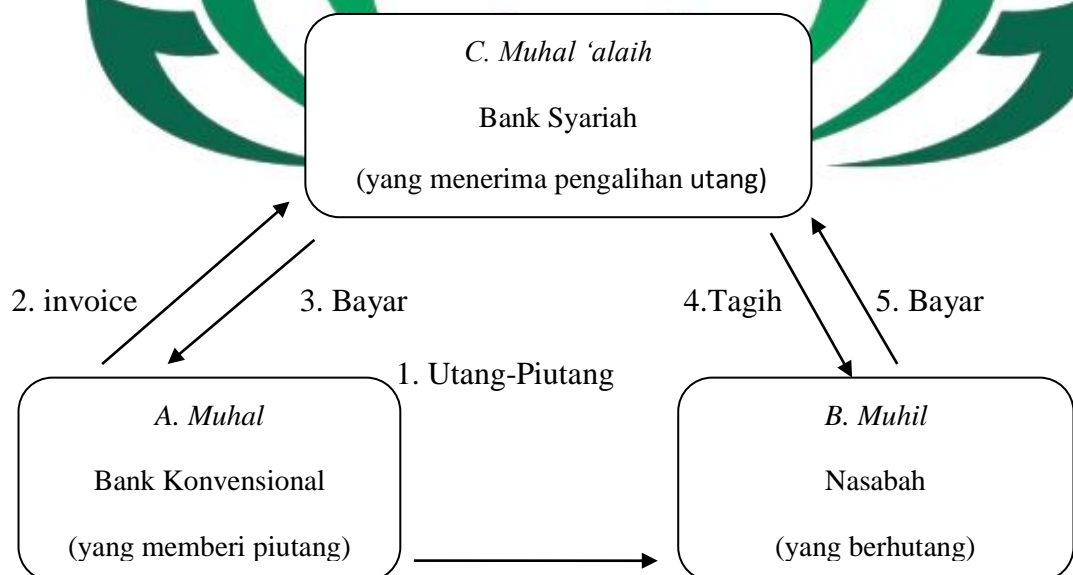 C. Muhal ‘alaih
Bank Syariah
(yang menerima pengalihan utang)
2. invoice
3. Bayar
4.Tagih
5. Bayar
1. Utang-Piutang
A. Muhal
Bank Konvensional
(yang memberi piutang)
B. Muhil
Nasabah
(yang berhutang)